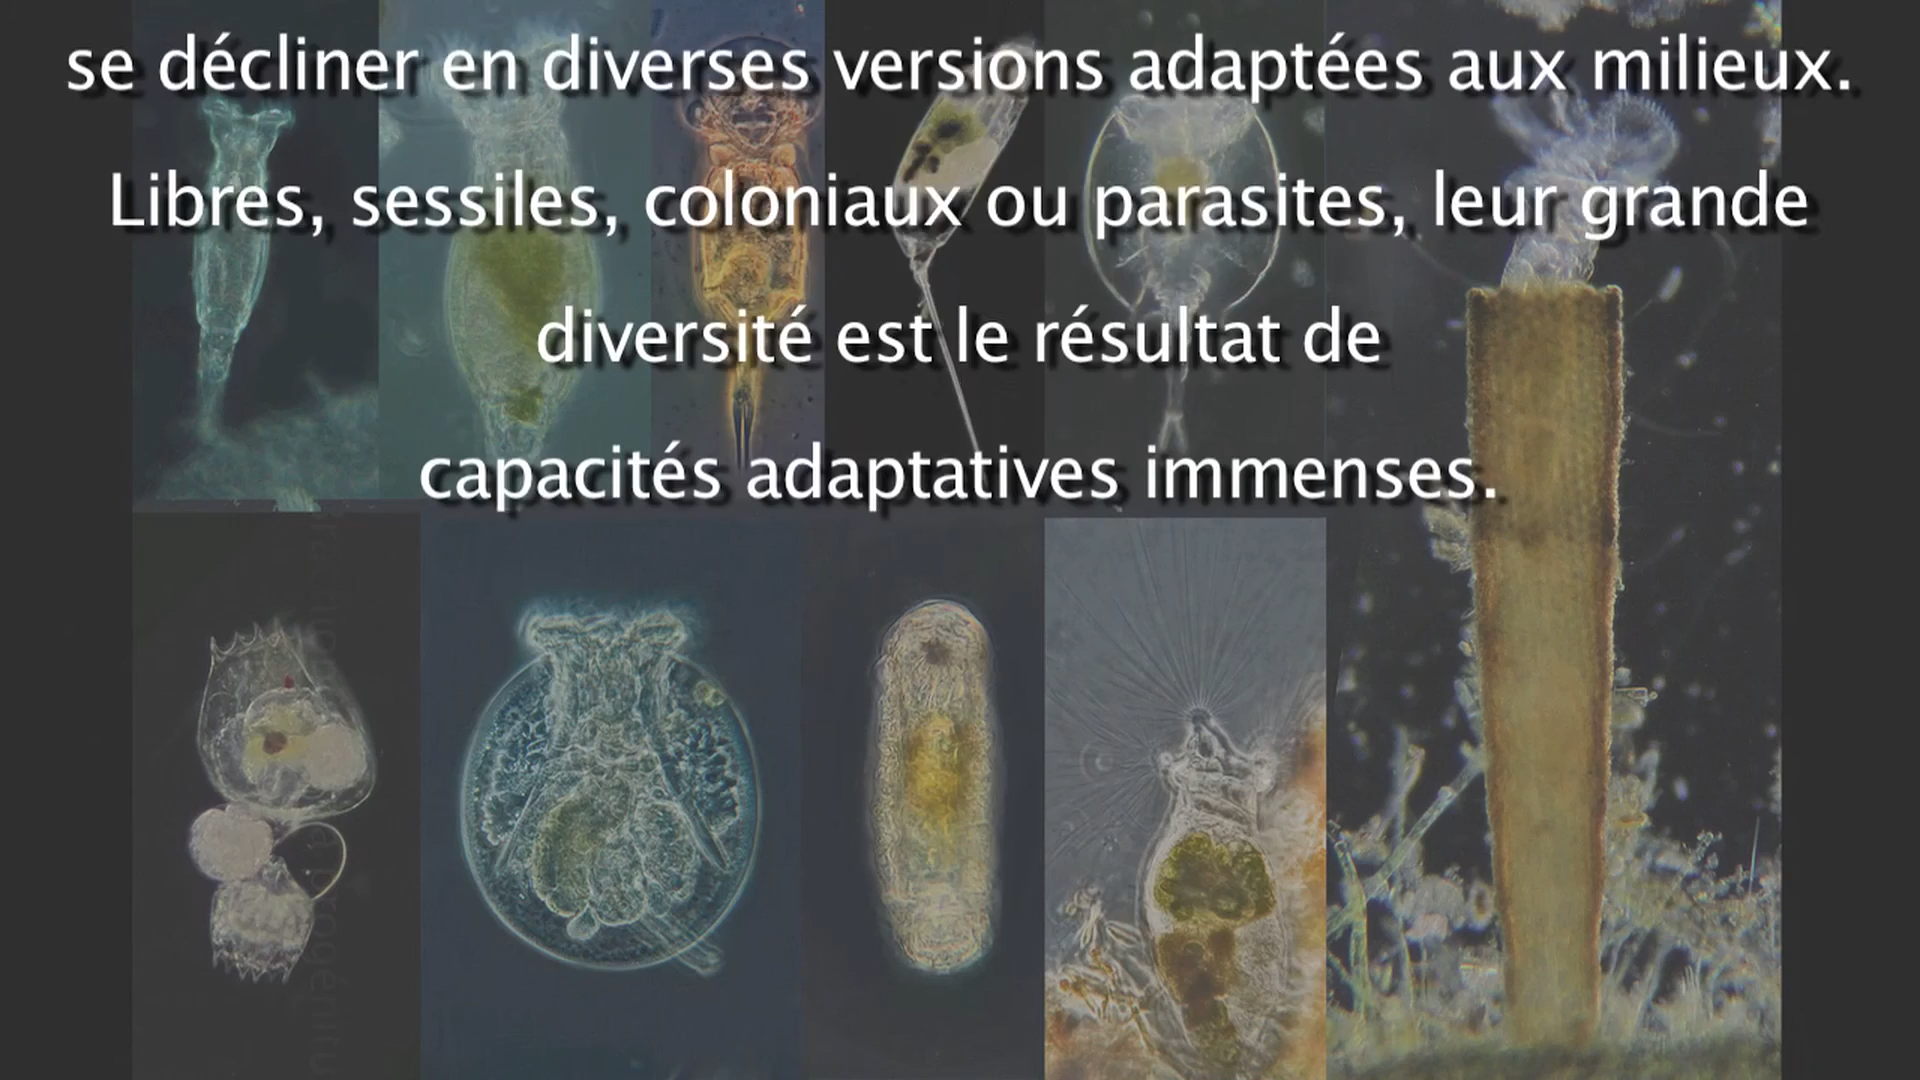 se décliner en diverses versions adaptées aux milieux.
Libres, sessiles, coloniaux ou parasites, leur grande
diversité est le résultat de
capacités adaptatives immenses.